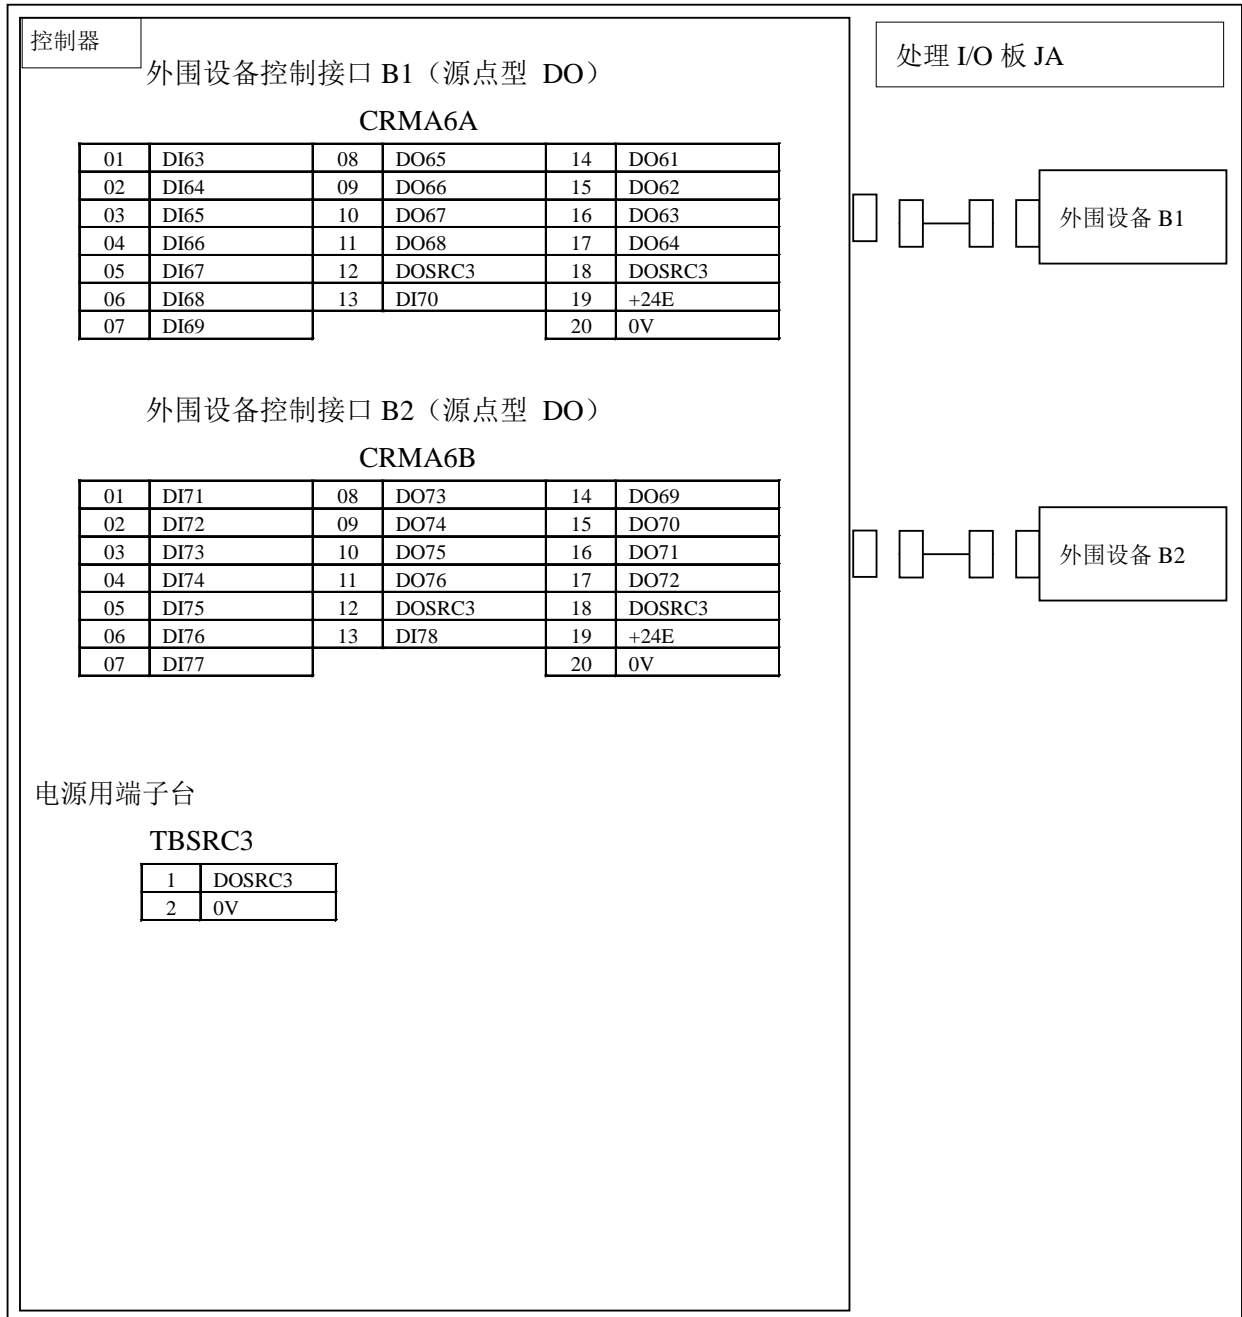 控制器
处理 I/O 板 JA
外围设备控制接口 B1（源点型 DO）
CRMA6A
01 DI63 08 DO65 14 DO61
02 DI64 09 DO66 15 DO62
03 DI65 10 DO67 16 DO63
04 DI66 11 DO68 17 DO64
05 DI67 12 DOSRC3 18 DOSRC3
06 DI68 13 DI70 19 +24E
07 DI69 20 0V
外围设备 B1
外围设备控制接口 B2（源点型 DO）
CRMA6B
01 DI71 08 DO73 14 DO69
02 DI72 09 DO74 15 DO70
03 DI73 10 DO75 16 DO71
04 DI74 11 DO76 17 DO72
05 DI75 12 DOSRC3 18 DOSRC3
06 DI76 13 DI78 19 +24E
07 DI77 20 0V
外围设备 B2
电源用端子台
TBSRC3
1 DOSRC3
2 0V